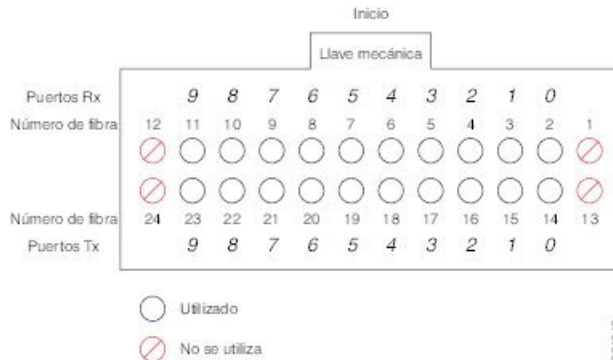 Inicio
Llave mecánica
Puertos Rx 9 8 7 6 5 4 3 2 1 0
Número de fibra 12 11 10 9 8 7 6 5 4 3 2 1
Número de fibra 24 23 22 21 20 19 18 17 16 15 14 13
Puertos Tx 9 8 7 6 5 4 3 2 1 0
Utilizado
No se utiliza